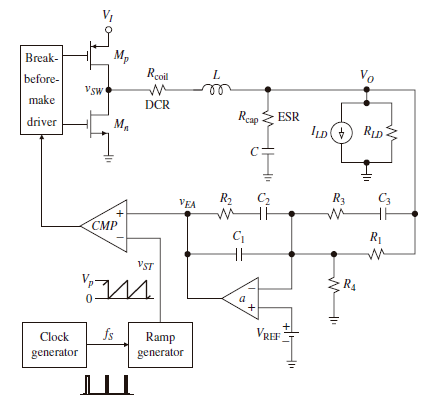 V_I
Break-
before-
make
driver
M_p
v_SW
R_coil
DCR
L
V_O
M_n
R_cap
ESR
C
I_LD
R_LD
v_EA
R_2
C_2
R_3
C_3
CMP
+
−
C_1
R_1
v_ST
V_p
0
a
−
+
R_4
V_REF
+
−
Clock
generator
f_S
Ramp
generator